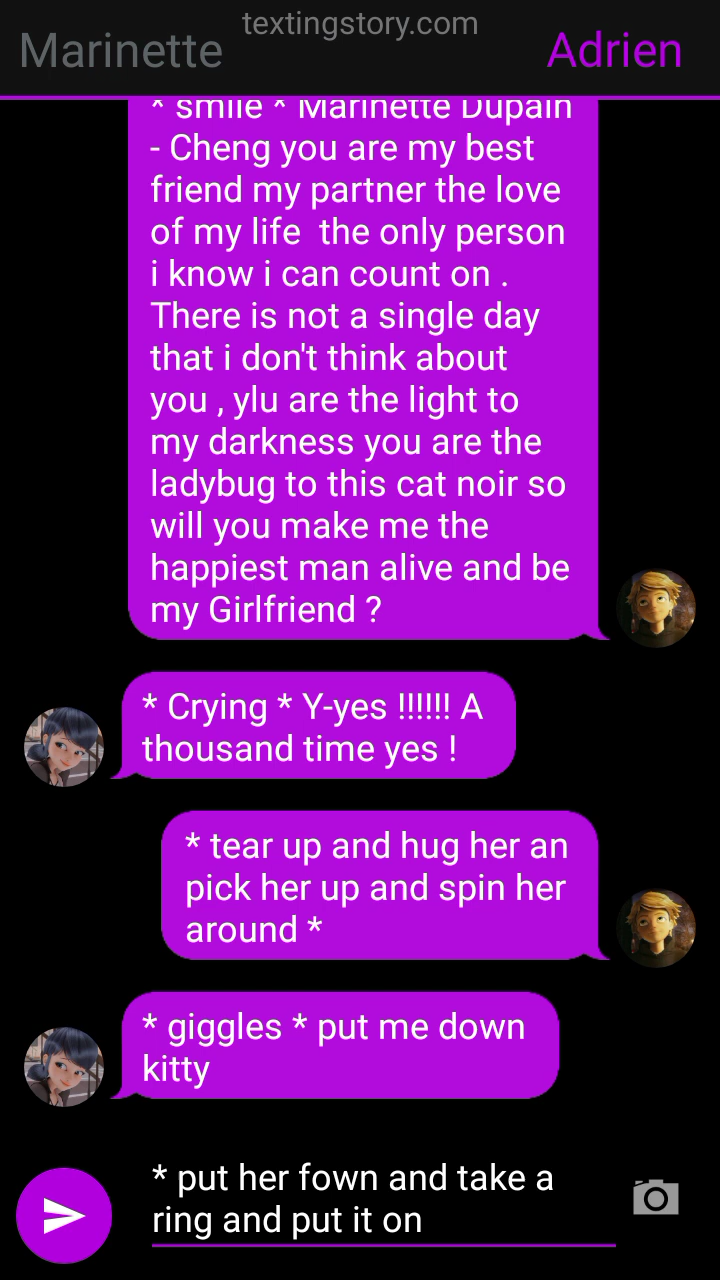 textingstory.com
Marinette
Adrien
* smile * Marinette Dupain
- Cheng you are my best
friend my partner the love
of my life  the only person
i know i can count on .
There is not a single day
that i don't think about
you , ylu are the light to
my darkness you are the
ladybug to this cat noir so
will you make me the
happiest man alive and be
my Girlfriend ?
* Crying * Y-yes !!!!!! A
thousand time yes !
* tear up and hug her an
pick her up and spin her
around *
* giggles * put me down
kitty
* put her fown and take a
ring and put it on